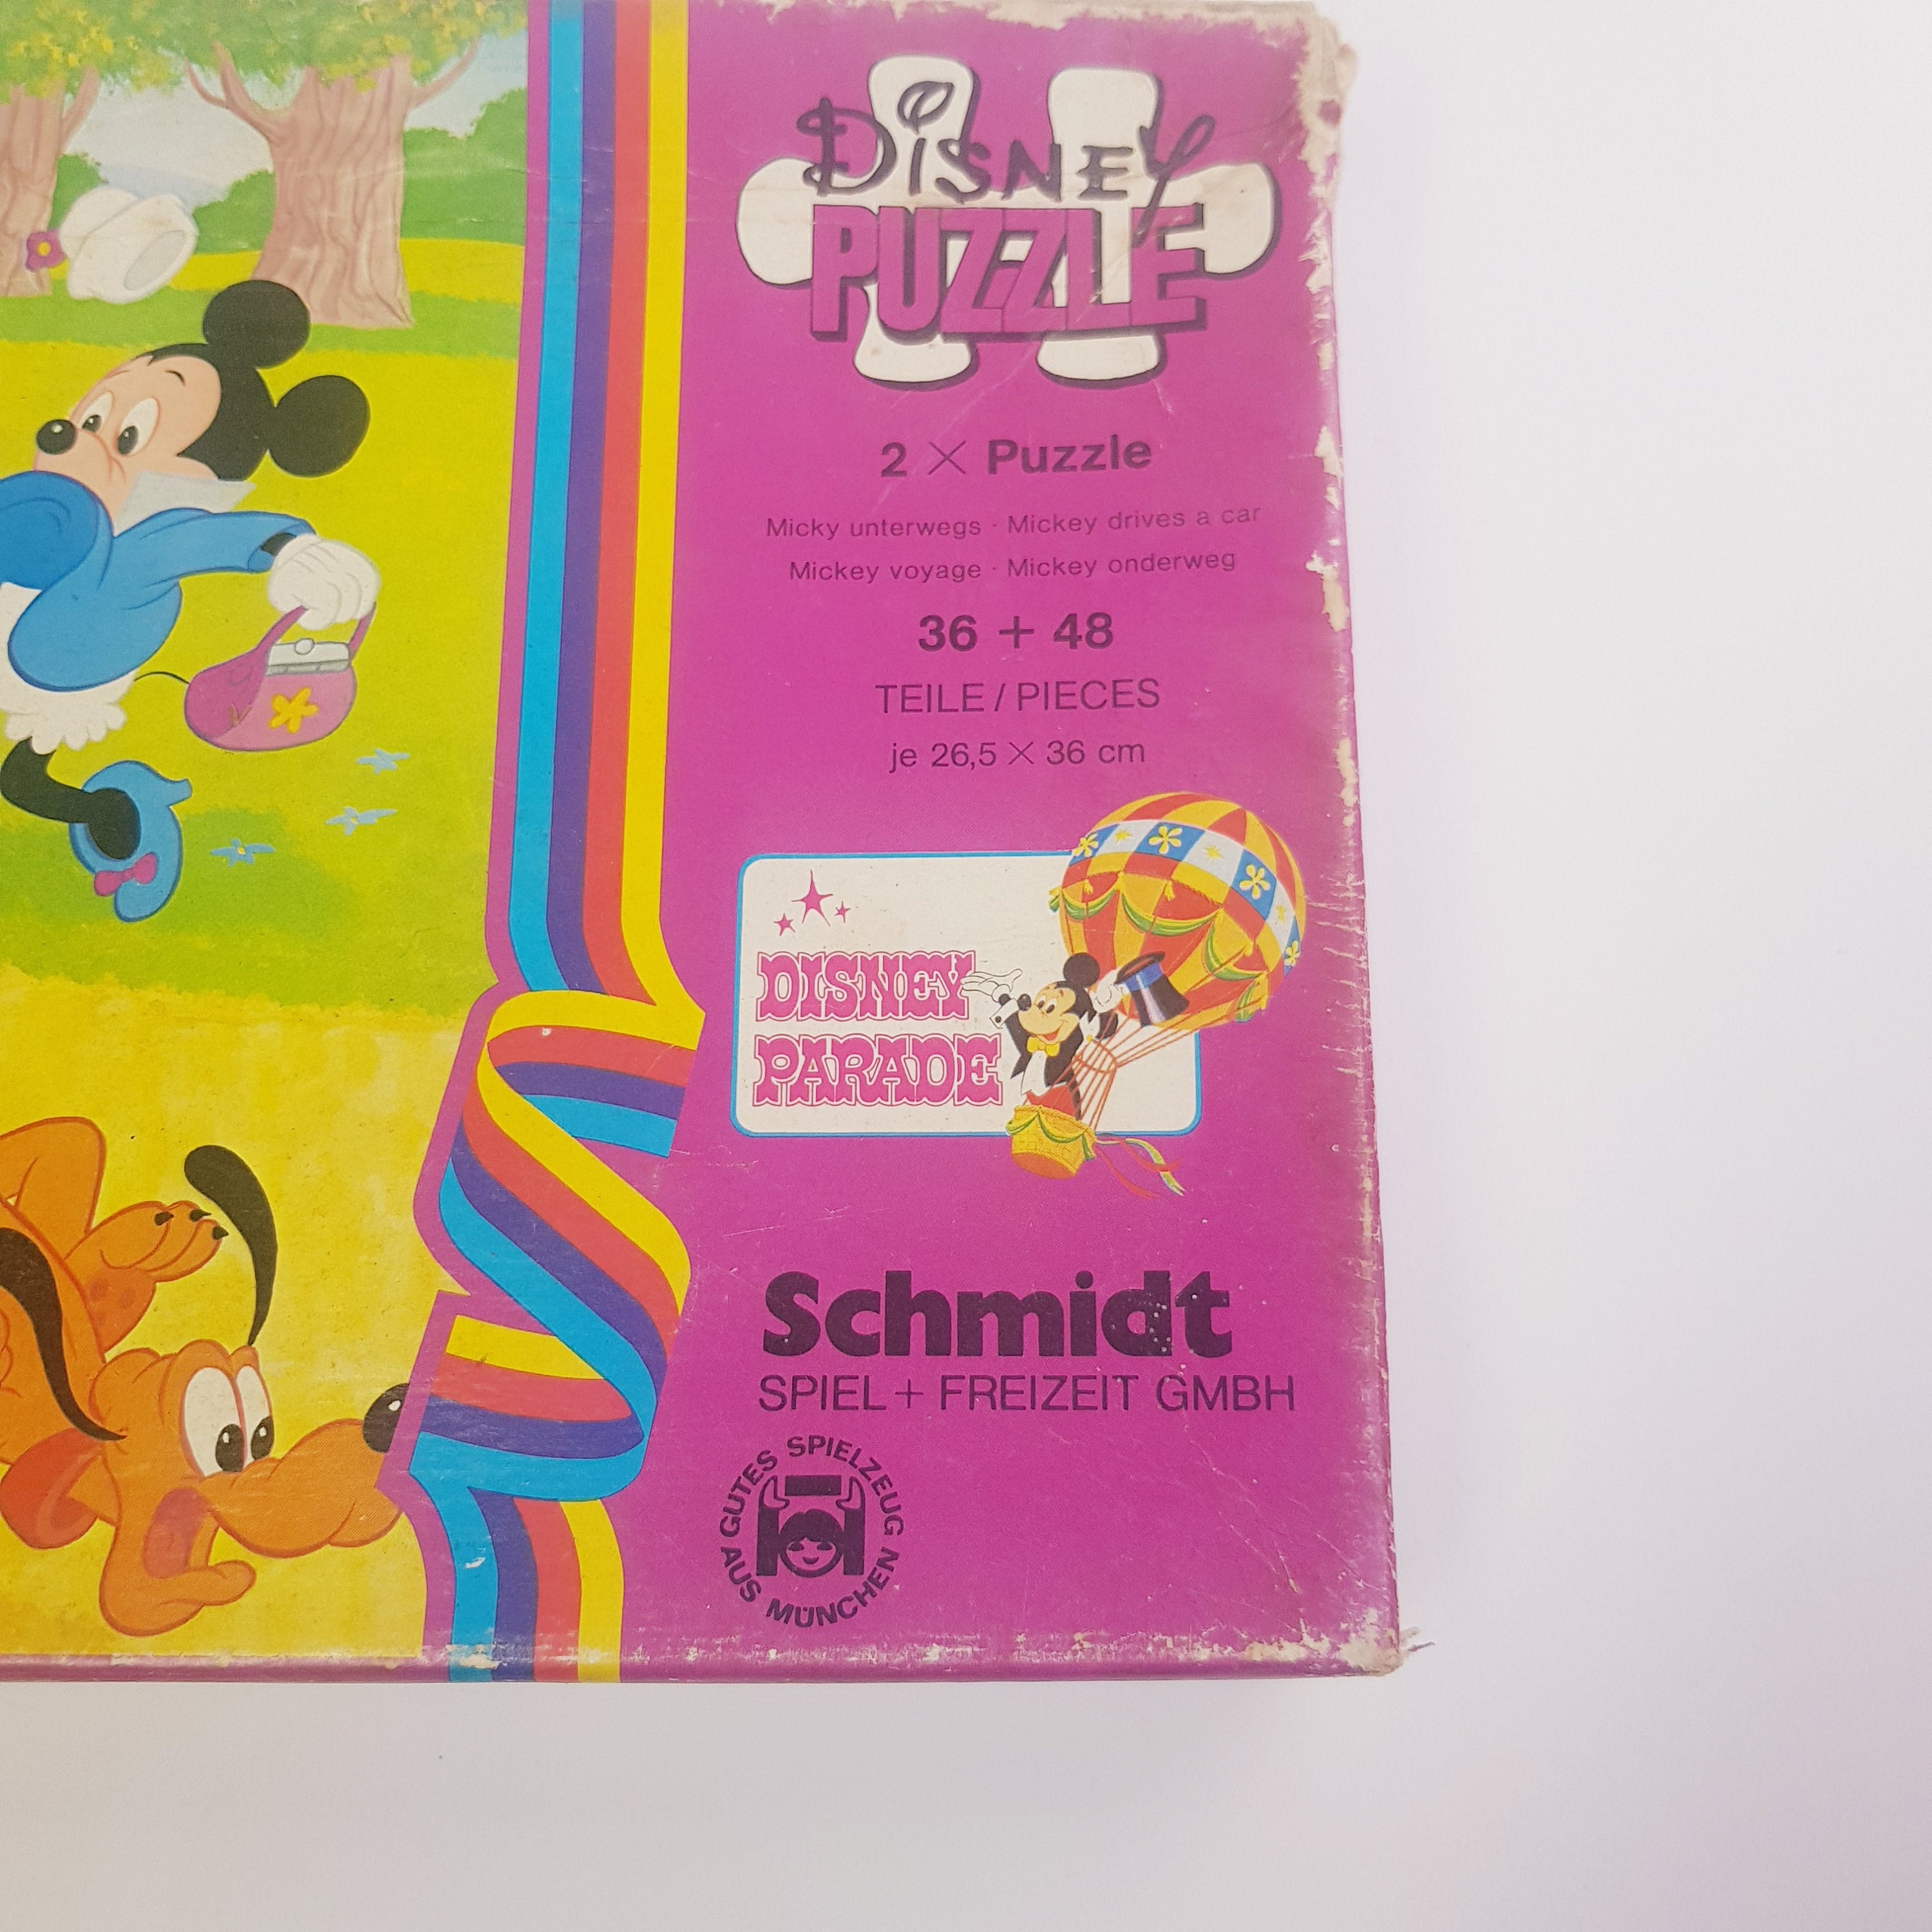 Disney
PUZZLE
2 × Puzzle
Micky unterwegs · Mickey drives a car
Mickey voyage · Mickey onderweg
36 + 48
TEILE / PIECES
je 26,5 × 36 cm
DISNEY
PARADE
Schmidt
SPIEL + FREIZEIT GMBH
GUTES SPIELZEUG
AUS MÜNCHEN